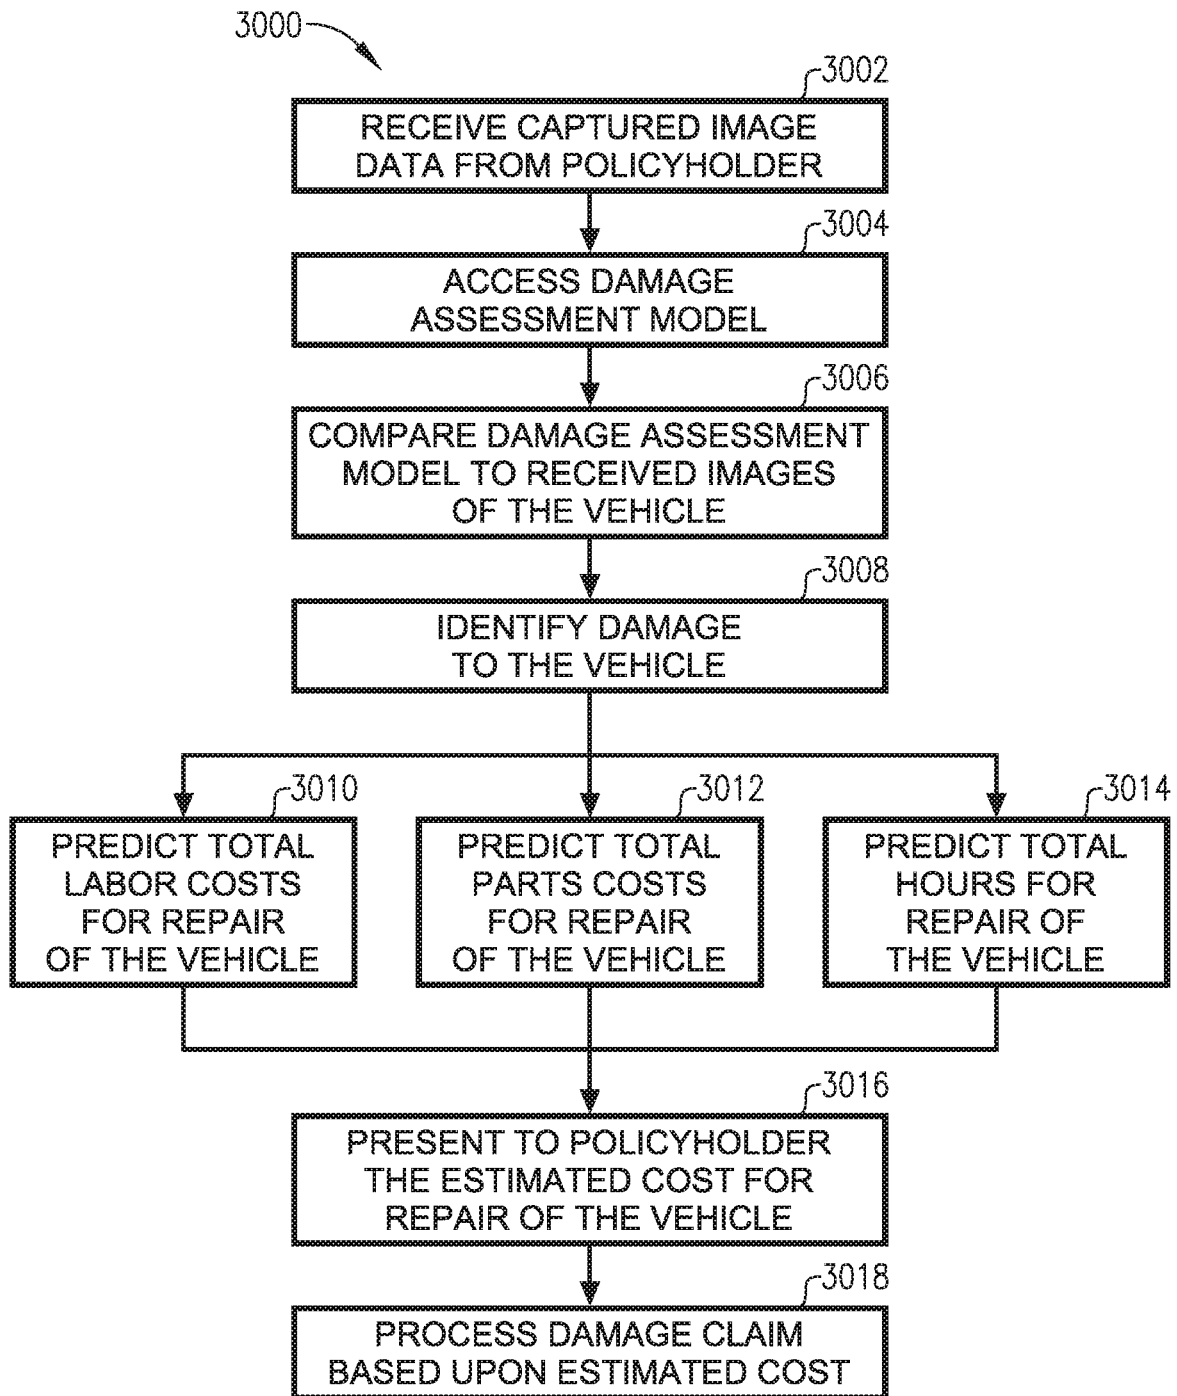 3000
3002
RECEIVE CAPTURED IMAGE
DATA FROM POLICYHOLDER
3004
ACCESS DAMAGE
ASSESSMENT MODEL
3006
COMPARE DAMAGE ASSESSMENT
MODEL TO RECEIVED IMAGES
OF THE VEHICLE
3008
IDENTIFY DAMAGE
TO THE VEHICLE
3010
PREDICT TOTAL
LABOR COSTS
FOR REPAIR
OF THE VEHICLE
3012
PREDICT TOTAL
PARTS COSTS
FOR REPAIR
OF THE VEHICLE
3014
PREDICT TOTAL
HOURS FOR
REPAIR OF
THE VEHICLE
3016
PRESENT TO POLICYHOLDER
THE ESTIMATED COST FOR
REPAIR OF THE VEHICLE
3018
PROCESS DAMAGE CLAIM
BASED UPON ESTIMATED COST